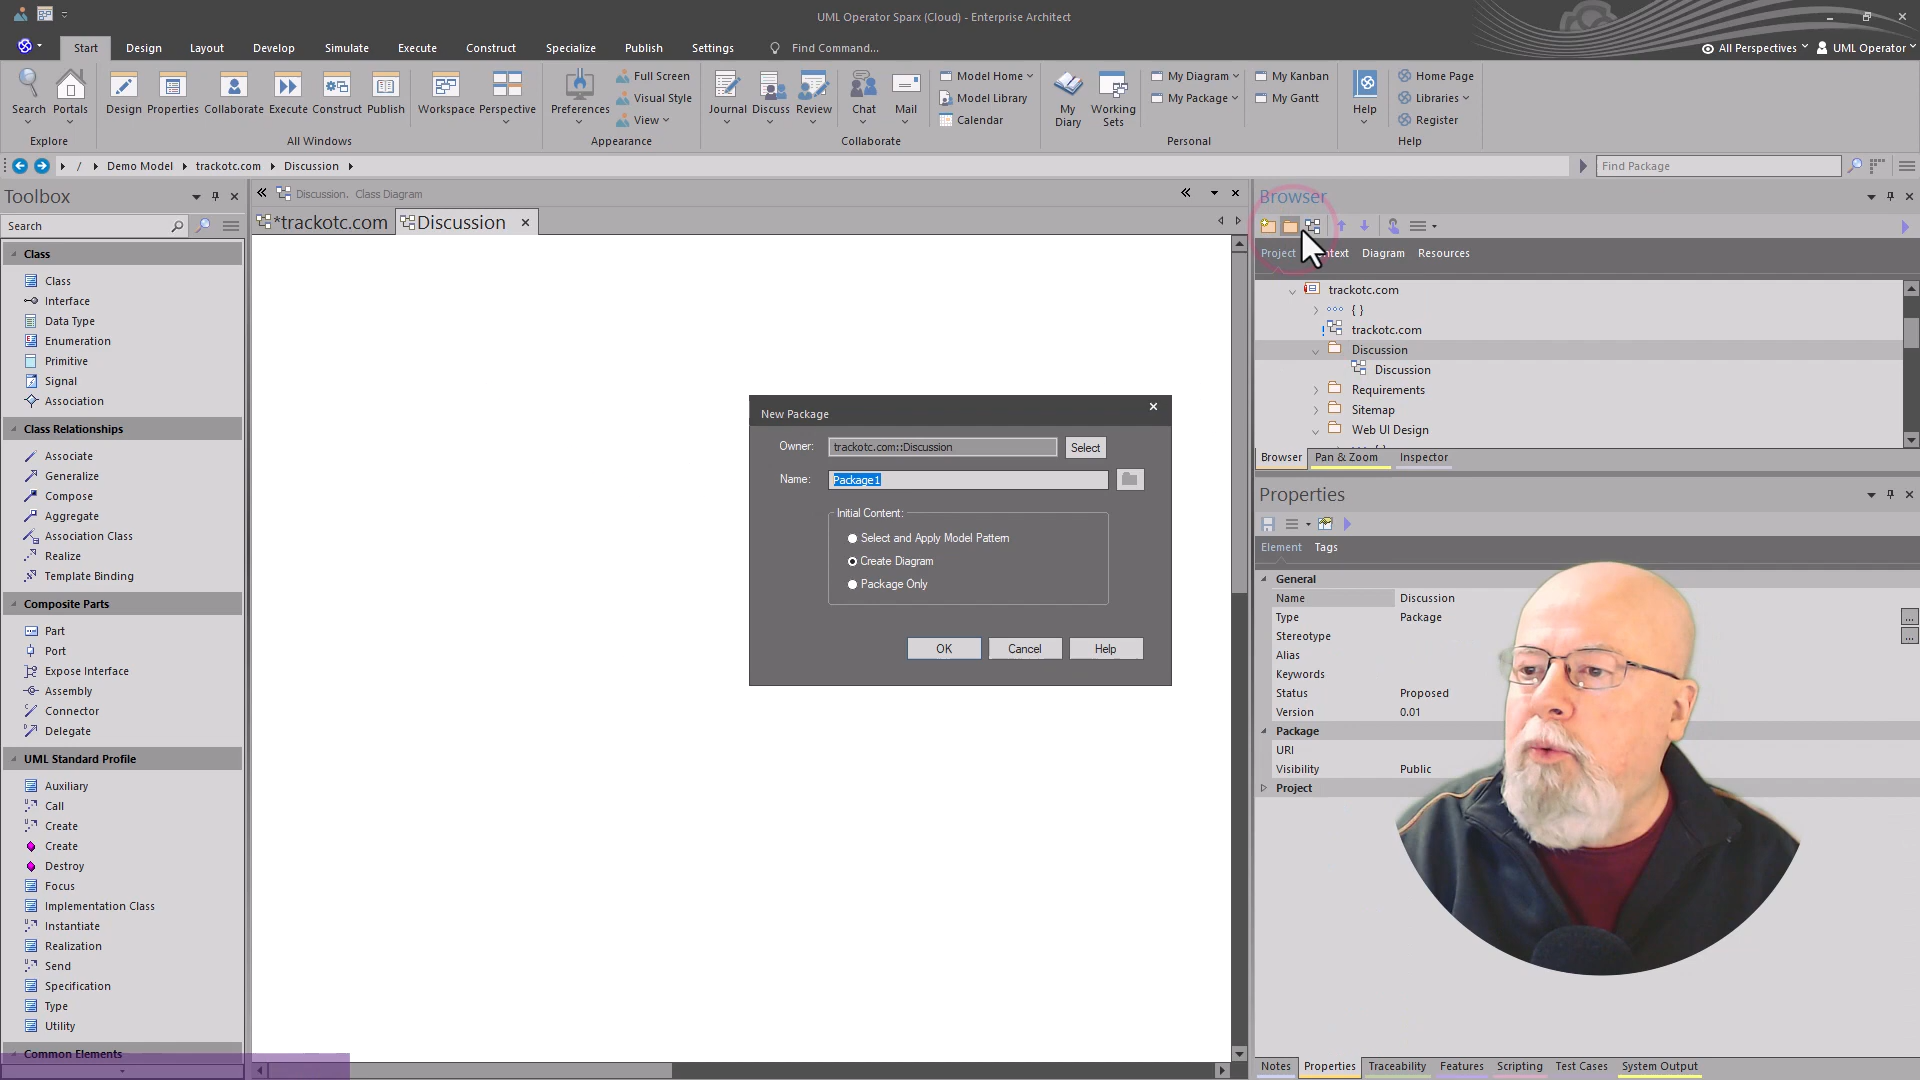 UML Operator Sparx (Cloud) - Enterprise Architect
Start Design Layout Develop Simulate Execute Construct Specialize Publish Settings Find Command...
All Perspectives UML Operator
Search Portals
Explore
Design Properties Collaborate Execute Construct Publish Workspace Perspective
All Windows
Preferences Full Screen
Visual Style
View
Appearance
Journal Discuss Review Chat Mail Model Home
Model Library
Calendar
Collaborate
My Diary Working Sets My Diagram My Kanban
My Package My Gantt
Personal
Help Home Page
Libraries
Register
Help
/ Demo Model trackotc.com Discussion
Find Package
Toolbox
Search
Class
Class
Interface
Data Type
Enumeration
Primitive
Signal
Association
Class Relationships
Associate
Generalize
Compose
Aggregate
Association Class
Realize
Template Binding
Composite Parts
Part
Port
Expose Interface
Assembly
Connector
Delegate
UML Standard Profile
Auxiliary
Call
Create
Create
Destroy
Focus
Implementation Class
Instantiate
Realization
Send
Specification
Type
Utility
Common Elements
Discussion. Class Diagram
*trackotc.com Discussion
New Package
Owner: trackotc.com::Discussion Select
Name: Package1
Initial Content:
Select and Apply Model Pattern
Create Diagram
Package Only
OK Cancel Help
Browser
Project Diagram Resources
trackotc.com
{ }
trackotc.com
Discussion
Discussion
Requirements
Sitemap
Web UI Design
Browser Pan & Zoom Inspector
Properties
Element Tags
General
Name Discussion
Type Package
Stereotype
Alias
Keywords
Status Proposed
Version 0.01
Package
URI
Visibility Public
Project
Notes Properties Traceability Features Scripting Test Cases System Output